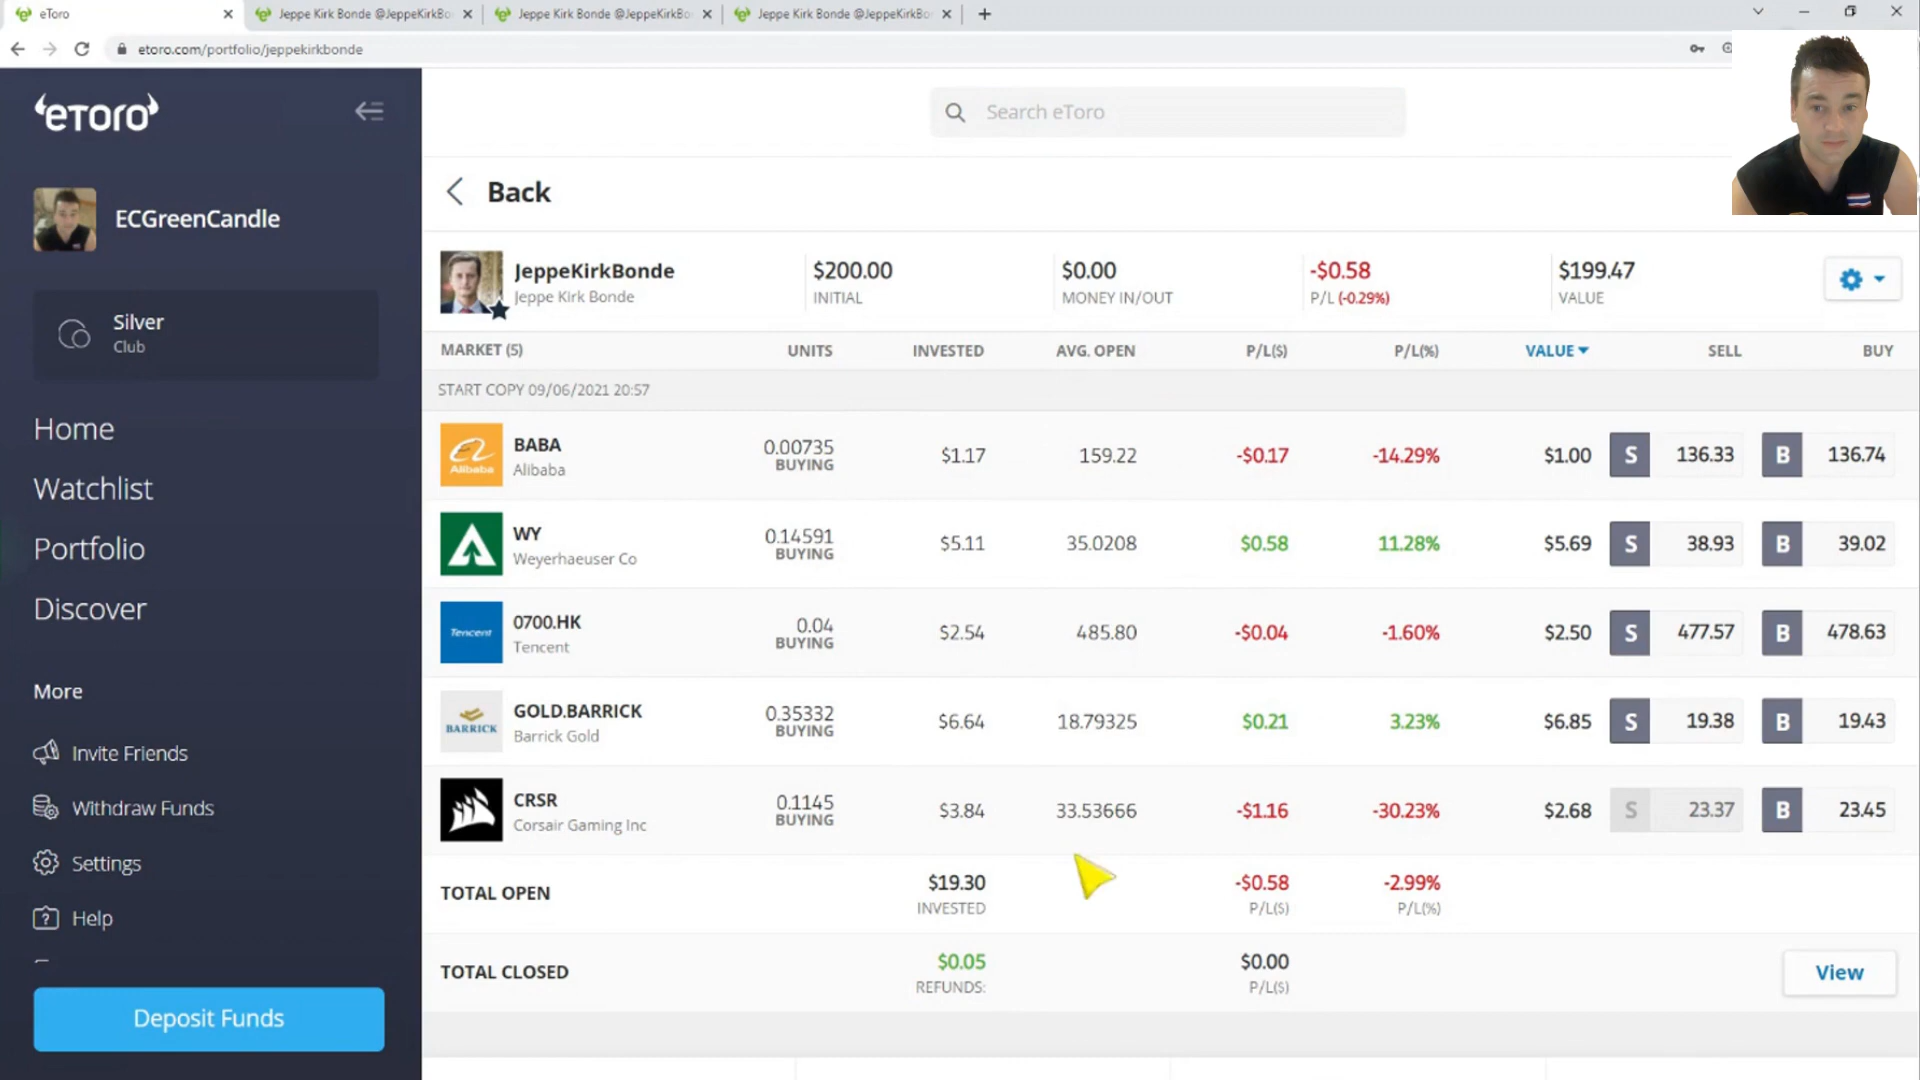 eToro
Jeppe Kirk Bonde @JeppeKirkBo
Jeppe Kirk Bonde @JeppeKirkBo
Jeppe Kirk Bonde @JeppeKirkBo
etoro.com/portfolio/jeppekirkbonde
eToro
Search eToro
ECGreenCandle
Silver
Club
Home
Watchlist
Portfolio
Discover
More
Invite Friends
Withdraw Funds
Settings
Help
Deposit Funds
Back
JeppeKirkBonde
Jeppe Kirk Bonde
$200.00
INITIAL
$0.00
MONEY IN/OUT
-$0.58
P/L (-0.29%)
$199.47
VALUE
MARKET (5) UNITS INVESTED AVG. OPEN P/L($) P/L(%) VALUE SELL BUY
START COPY 09/06/2021 20:57
Alibaba
BABA
Alibaba
0.00735
BUYING
$1.17 159.22 -$0.17 -14.29% $1.00 S 136.33 B 136.74
WY
Weyerhaeuser Co
0.14591
BUYING
$5.11 35.0208 $0.58 11.28% $5.69 S 38.93 B 39.02
Tencent
0700.HK
Tencent
0.04
BUYING
$2.54 485.80 -$0.04 -1.60% $2.50 S 477.57 B 478.63
BARRICK
GOLD.BARRICK
Barrick Gold
0.35332
BUYING
$6.64 18.79325 $0.21 3.23% $6.85 S 19.38 B 19.43
CRSR
Corsair Gaming Inc
0.1145
BUYING
$3.84 33.53666 -$1.16 -30.23% $2.68 S 23.37 B 23.45
TOTAL OPEN
$19.30
INVESTED
-$0.58
P/L($)
-2.99%
P/L(%)
TOTAL CLOSED
$0.05
REFUNDS:
$0.00
P/L($)
View